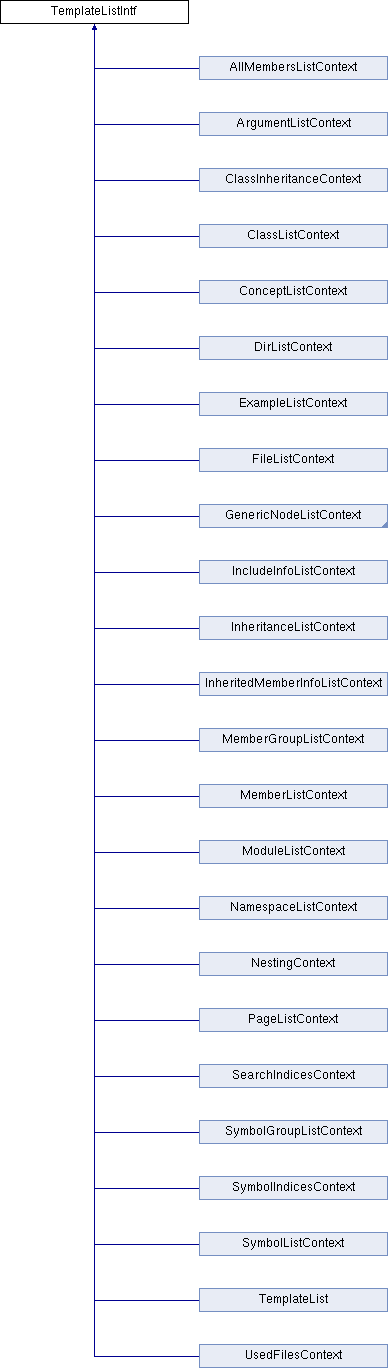 TemplateListIntf
AllMembersListContext
ArgumentListContext
ClassInheritanceContext
ClassListContext
ConceptListContext
DirListContext
ExampleListContext
FileListContext
GenericNodeListContext
IncludeInfoListContext
InheritanceListContext
InheritedMemberInfoListContext
MemberGroupListContext
MemberListContext
ModuleListContext
NamespaceListContext
NestingContext
PageListContext
SearchIndicesContext
SymbolGroupListContext
SymbolIndicesContext
SymbolListContext
TemplateList
UsedFilesContext